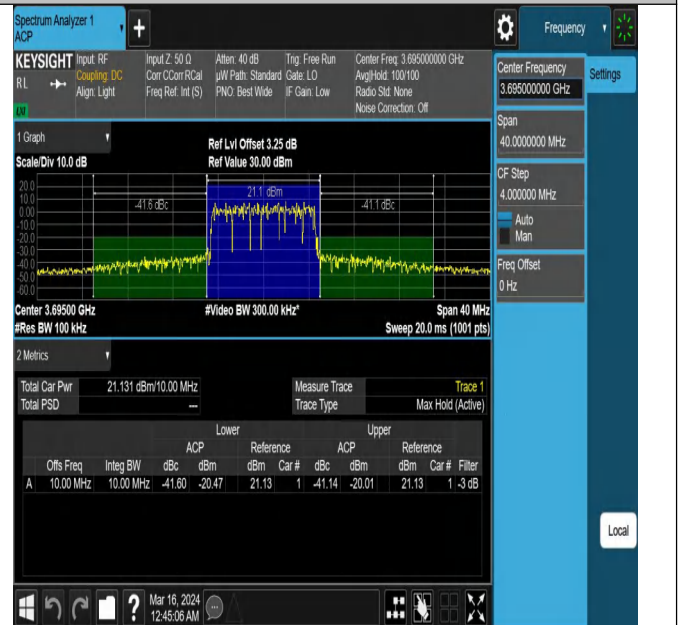 Spectrum Analyzer 1
ACP
+
Frequency
KEYSIGHT
RL
LNI
Input: RF
Coupling: DC
Align: Light
Input Z: 50 Ω
Corr CCorr RCal
Freq Ref: Int (S)
Atten: 40 dB
µW Path: Standard
PNO: Best Wide
Trig: Free Run
Gate: LO
IF Gain: Low
Center Freq: 3.695000000 GHz
Avg|Hold: 100/100
Radio Std: None
Noise Correction: Off
Center Frequency
3.695000000 GHz
Settings
Span
40.0000000 MHz
CF Step
4.000000 MHz
Auto
Man
Freq Offset
0 Hz
1 Graph
Scale/Div 10.0 dB
Ref Lvl Offset 3.25 dB
Ref Value 30.00 dBm
20.0
10.0
0.00
-10.0
-20.0
-30.0
-40.0
-50.0
-60.0
-41.6 dBc
21.1 dBm
-41.1 dBc
Center 3.69500 GHz
#Video BW 300.00 kHz*
Span 40 MHz
#Res BW 100 kHz
Sweep 20.0 ms (1001 pts)
2 Metrics
Total Car Pwr 21.131 dBm/10.00 MHz
Total PSD ---
Measure Trace Trace 1
Trace Type Max Hold (Active)
Lower Upper
ACP Reference ACP Reference
Offs Freq Integ BW dBc dBm dBm Car # dBc dBm dBm Car # Filter
A 10.00 MHz 10.00 MHz -41.60 -20.47 21.13 1 -41.14 -20.01 21.13 1 -3 dB
Local
?
Mar 16, 2024
12:45:06 AM